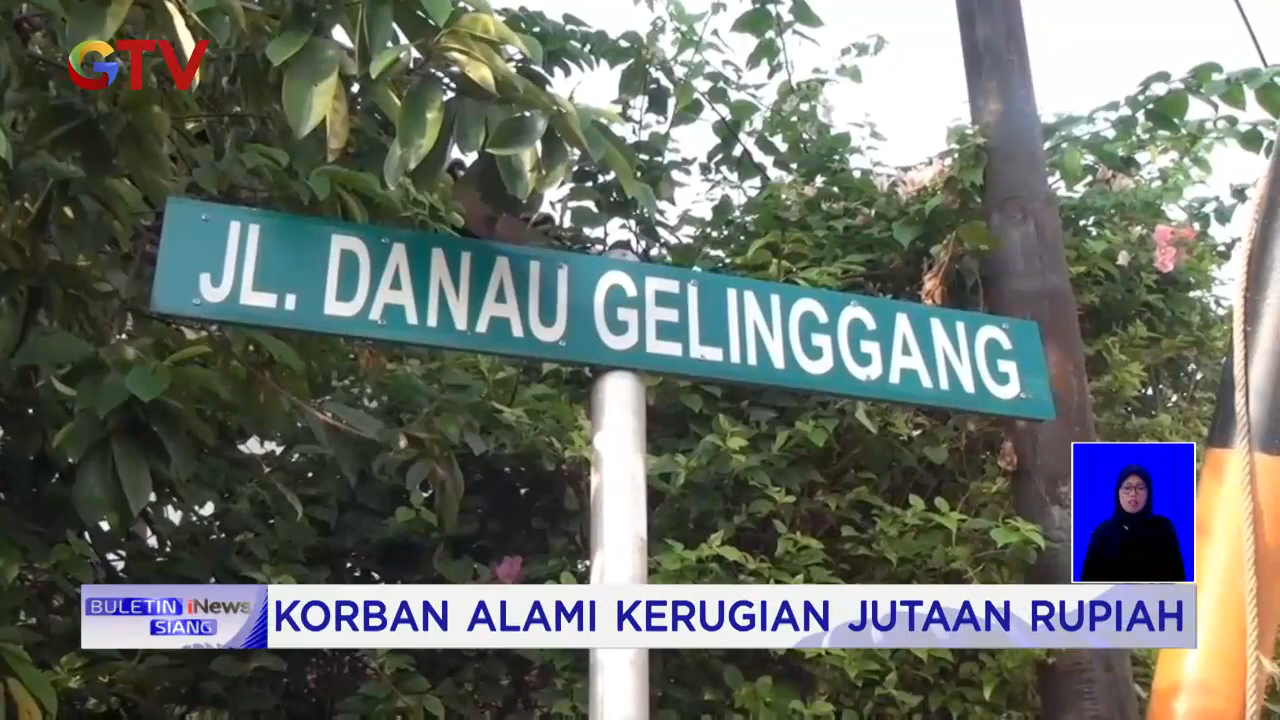 GTV
JL. DANAU GELINGGANG
BULETIN iNews
SIANG
KORBAN ALAMI KERUGIAN JUTAAN RUPIAH